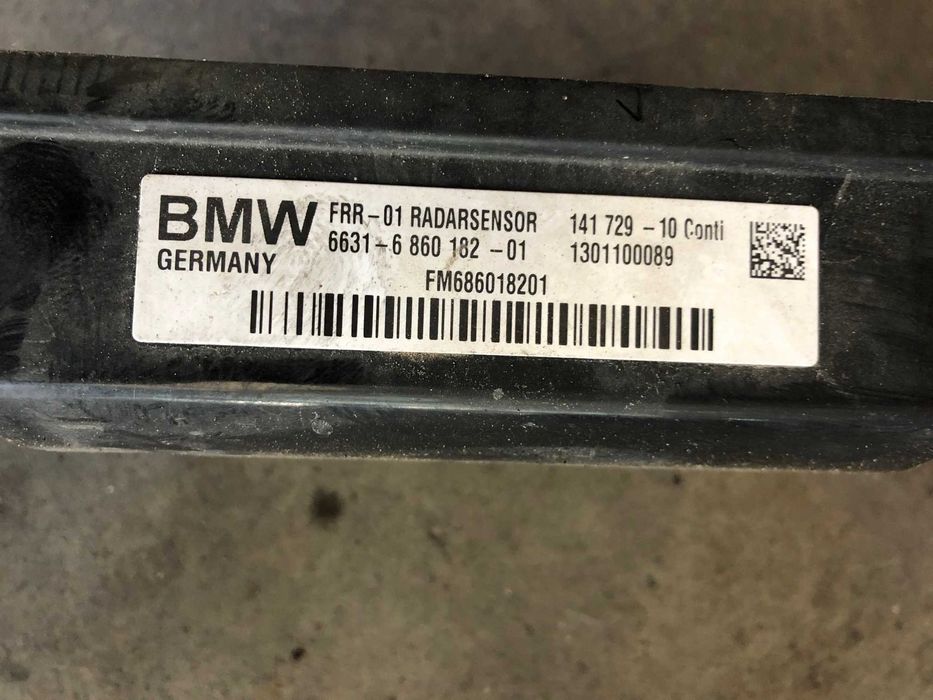 BMW FRR-01 RADARSENSOR 141 729-10 Conti
6631-6 860 182-01 1301100089
GERMANY
FM686018201